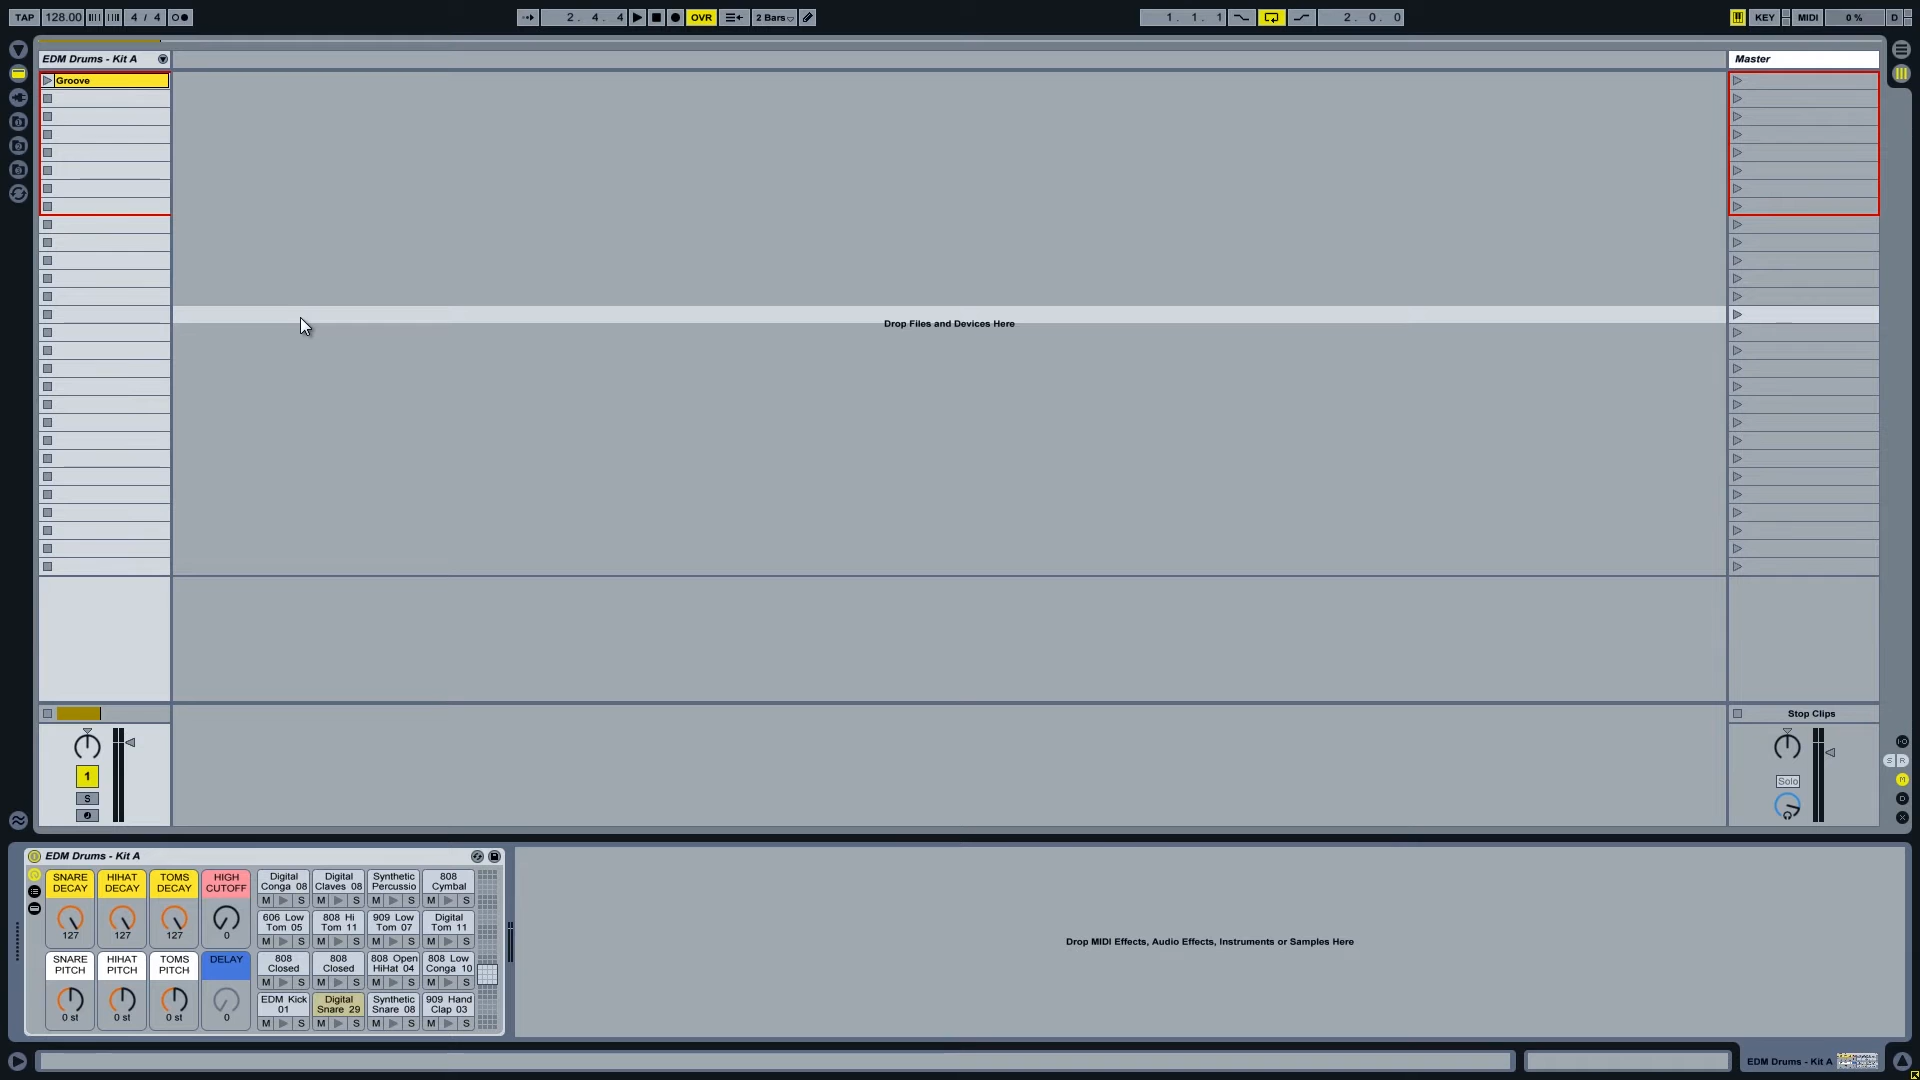 TAP 128.00 4 / 4 2. 4. 4 OVR 2 Bars 1. 1. 1 2. 0. 0 KEY MIDI 0 % D
EDM Drums - Kit A Master
Groove
Drop Files and Devices Here
Stop Clips
1
S
Solo
S R
M
D
X
EDM Drums - Kit A
SNARE DECAY HIHAT DECAY TOMS DECAY HIGH CUTOFF
127 127 127 0
SNARE PITCH HIHAT PITCH TOMS PITCH DELAY
0 st 0 st 0 st 0
Digital Conga 08 Digital Claves 08 Synthetic Percussio 808 Cymbal
M S M S M S M S
606 Low Tom 05 808 Hi Tom 11 909 Low Tom 07 Digital Tom 11
M S M S M S M S
808 Closed 808 Closed 808 Open HiHat 04 808 Low Conga 10
M S M S M S M S
EDM Kick 01 Digital Snare 29 Synthetic Snare 08 909 Hand Clap 03
M S M S M S M S
Drop MIDI Effects, Audio Effects, Instruments or Samples Here
EDM Drums - Kit A